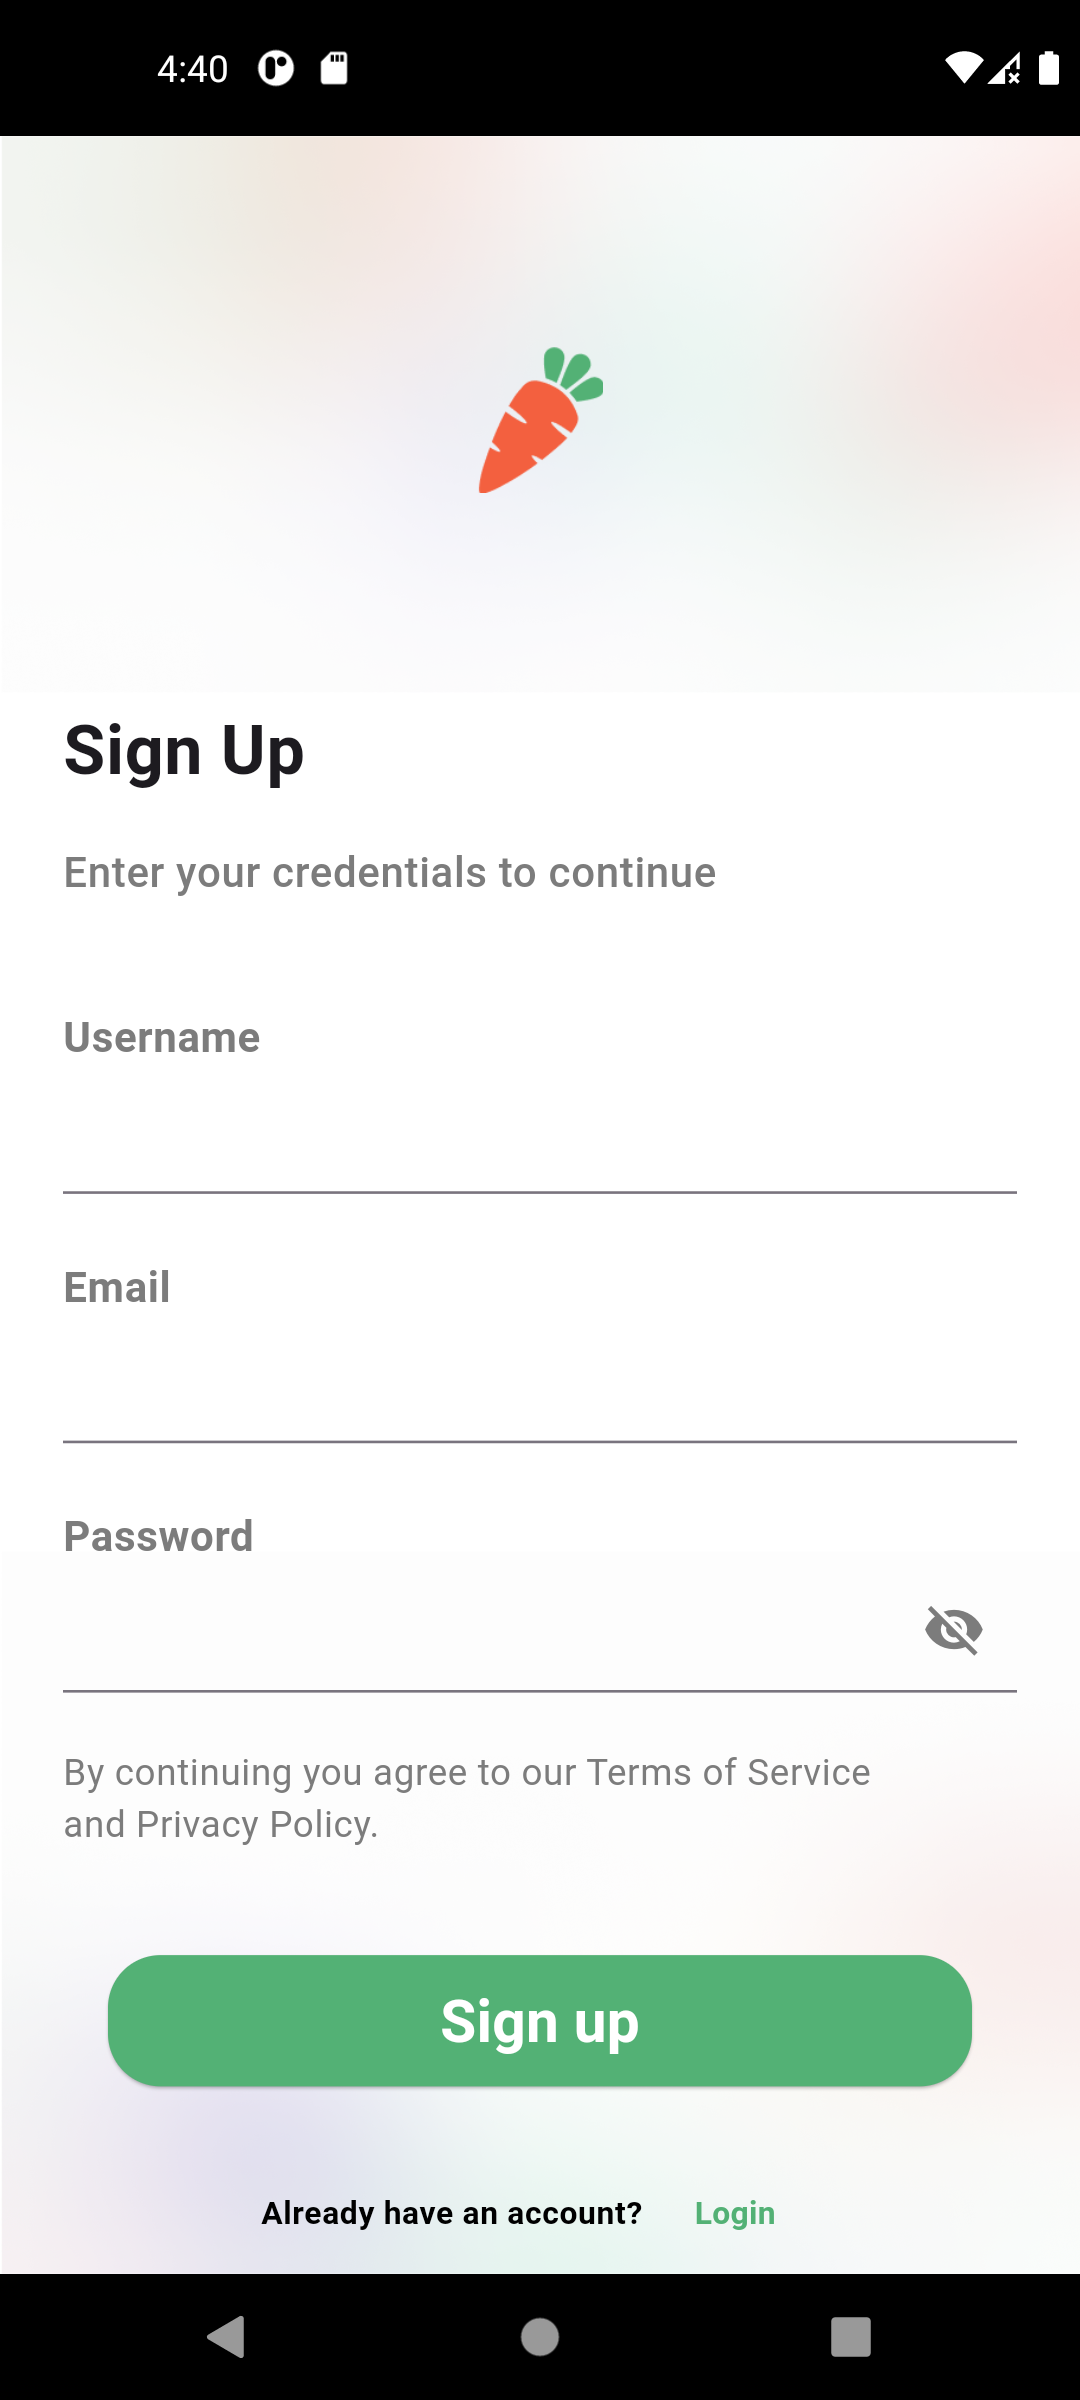 4:40
Sign Up
Enter your credentials to continue
Username
Email
Password
By continuing you agree to our Terms of Service
and Privacy Policy.
Sign up
Already have an account? Login